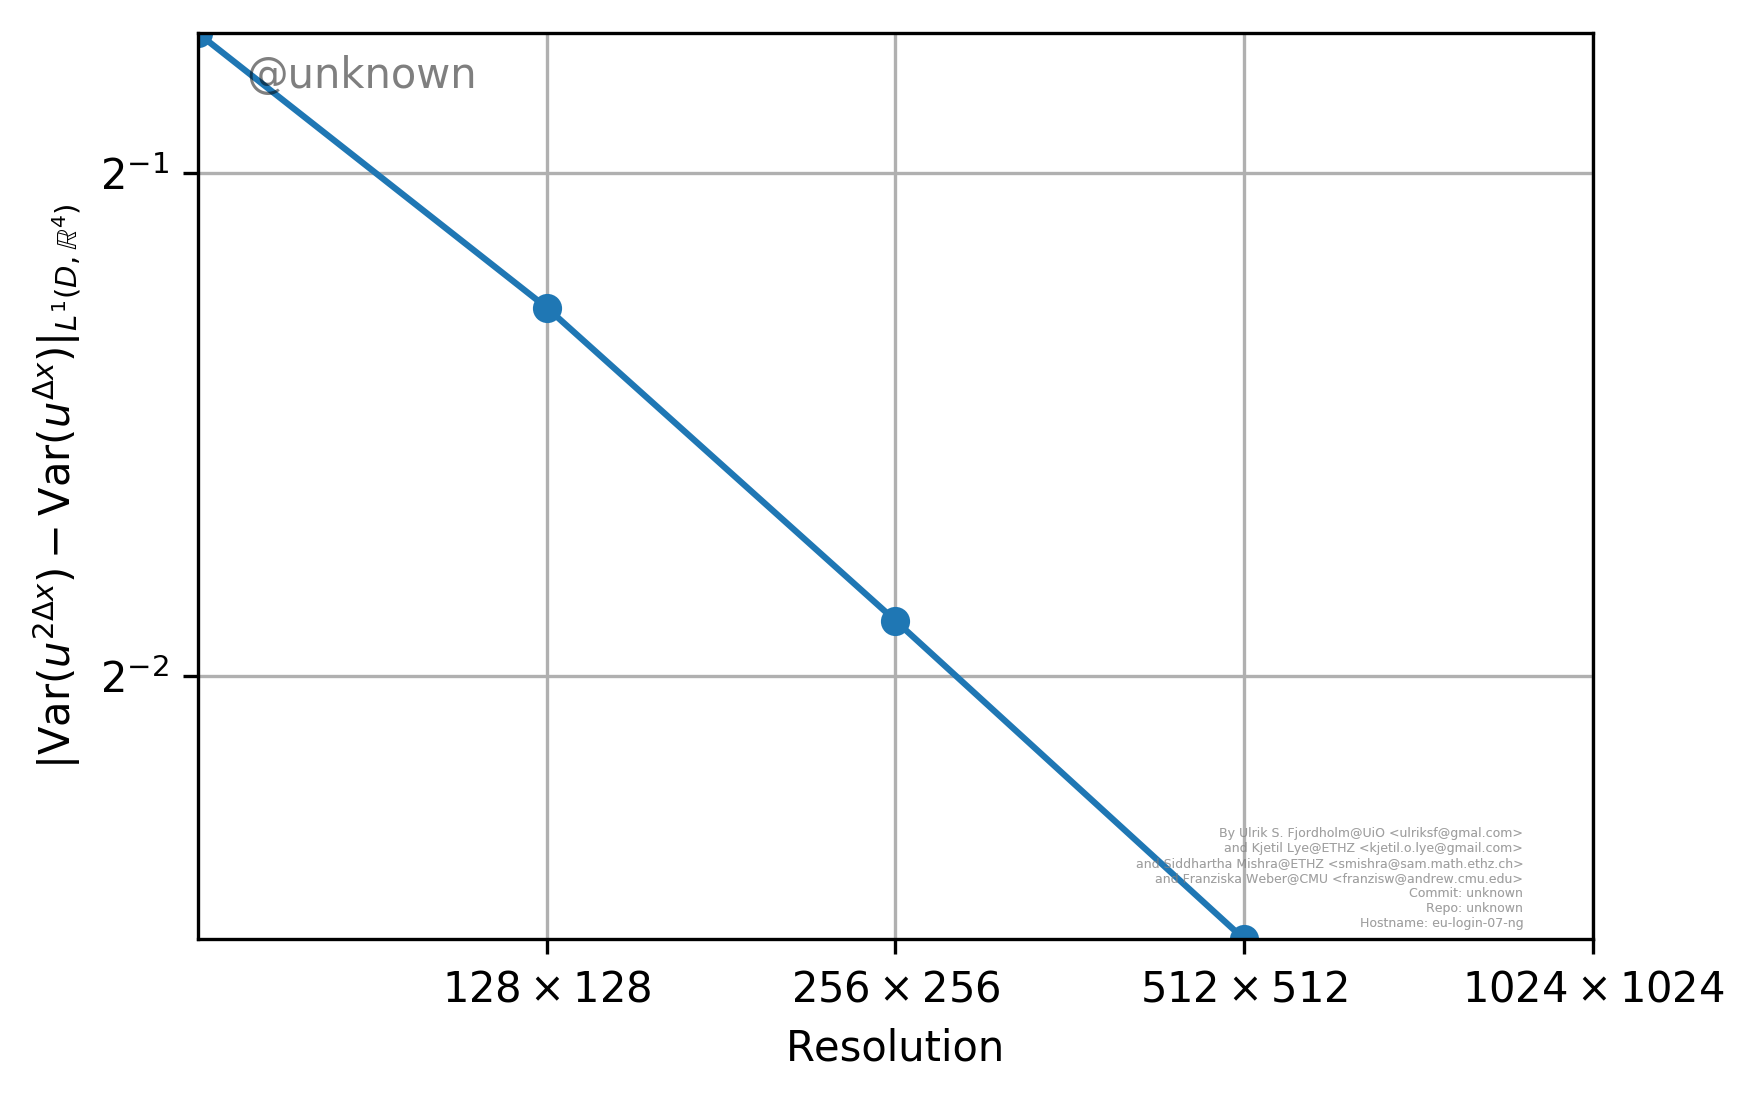 @unknown
2⁻¹
2⁻²
|Var(u^{2Δx}) − Var(u^{Δx})|_{L¹(D, ℝ⁴)}
By Ulrik S. Fjordholm@UiO <ulriksf@gmal.com>
and Kjetil Lye@ETHZ <kjetil.o.lye@gmail.com>
and Siddhartha Mishra@ETHZ <smishra@sam.math.ethz.ch>
and Franziska Weber@CMU <franzisw@andrew.cmu.edu>
Commit: unknown
Repo: unknown
Hostname: eu-login-07-ng
128 × 128 256 × 256 512 × 512 1024 × 1024
Resolution